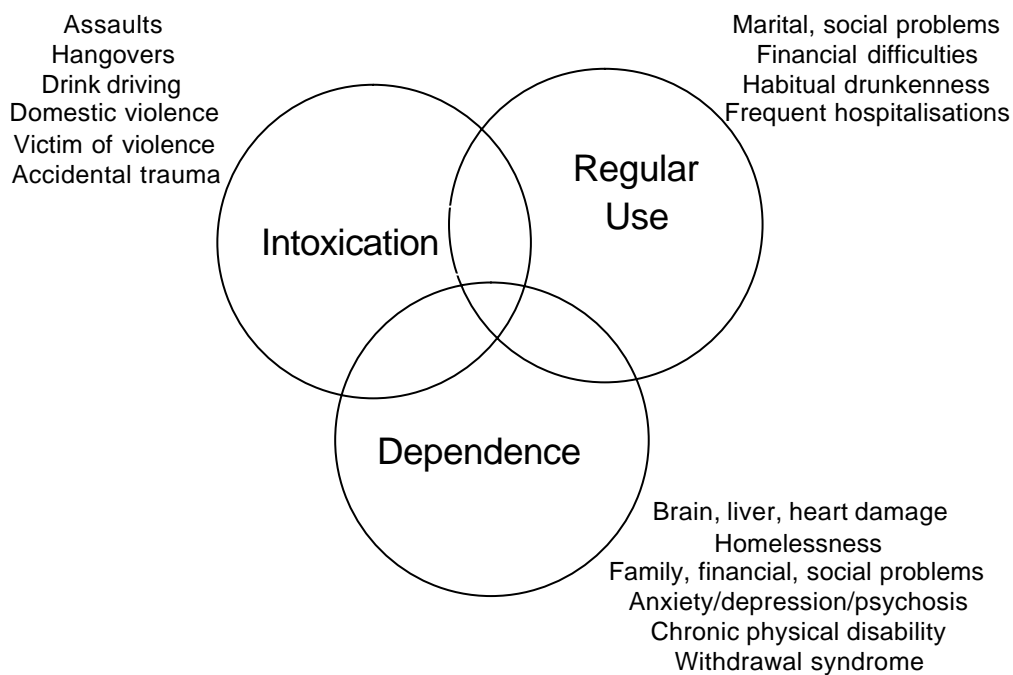 Assaults
Hangovers
Drink driving
Domestic violence
Victim of violence
Accidental trauma
Marital, social problems
Financial difficulties
Habitual drunkenness
Frequent hospitalisations
Intoxication
Regular
Use
Dependence
Brain, liver, heart damage
Homelessness
Family, financial, social problems
Anxiety/depression/psychosis
Chronic physical disability
Withdrawal syndrome